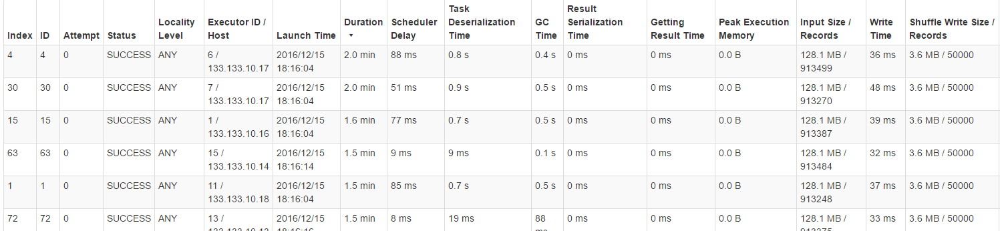 Index ID Attempt Status Locality Level Executor ID / Host Launch Time Duration Scheduler Delay Task Deserialization Time GC Time Result Serialization Time Getting Result Time Peak Execution Memory Input Size / Records Write Time Shuffle Write Size / Records
4 4 0 SUCCESS ANY 6 / 133.133.10.17 2016/12/15 18:16:04 2.0 min 88 ms 0.8 s 0.4 s 0 ms 0 ms 0.0 B 128.1 MB / 913499 36 ms 3.6 MB / 50000
30 30 0 SUCCESS ANY 7 / 133.133.10.17 2016/12/15 18:16:04 2.0 min 51 ms 0.9 s 0.5 s 0 ms 0 ms 0.0 B 128.1 MB / 913270 48 ms 3.6 MB / 50000
15 15 0 SUCCESS ANY 1 / 133.133.10.16 2016/12/15 18:16:04 1.6 min 77 ms 0.7 s 0.5 s 0 ms 0 ms 0.0 B 128.1 MB / 913387 39 ms 3.6 MB / 50000
63 63 0 SUCCESS ANY 15 / 133.133.10.14 2016/12/15 18:16:14 1.5 min 9 ms 9 ms 0.1 s 0 ms 0 ms 0.0 B 128.1 MB / 913484 32 ms 3.6 MB / 50000
1 1 0 SUCCESS ANY 11 / 133.133.10.18 2016/12/15 18:16:04 1.5 min 85 ms 0.7 s 0.5 s 0 ms 0 ms 0.0 B 128.1 MB / 913248 37 ms 3.6 MB / 50000
72 72 0 SUCCESS ANY 13 / 2016/12/15 1.5 min 8 ms 19 ms 88 0 ms 0 ms 0.0 B 128.1 MB / 33 ms 3.6 MB / 50000